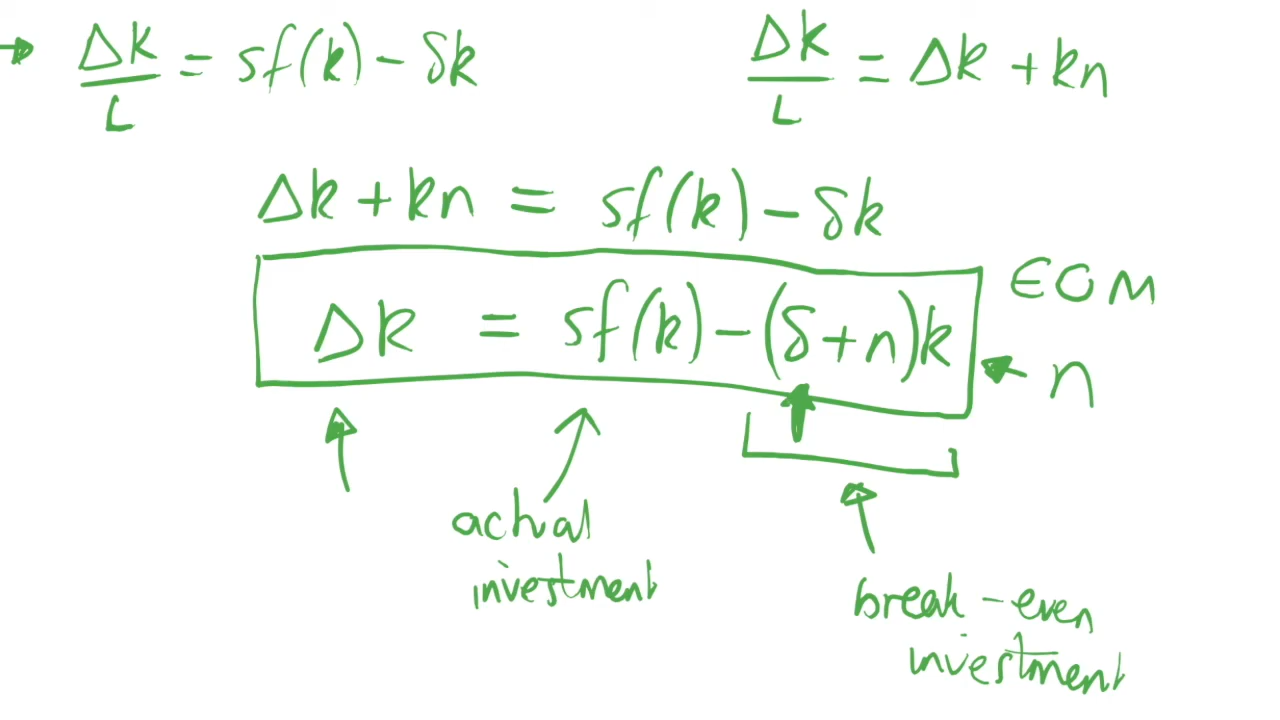 → ΔK/L = sf(k) - δk
ΔK/L = Δk + kn
Δk + kn = sf(k) - δk
Δk = sf(k) - (δ + n)k
EOM
n
actual
investment
break-even
investment